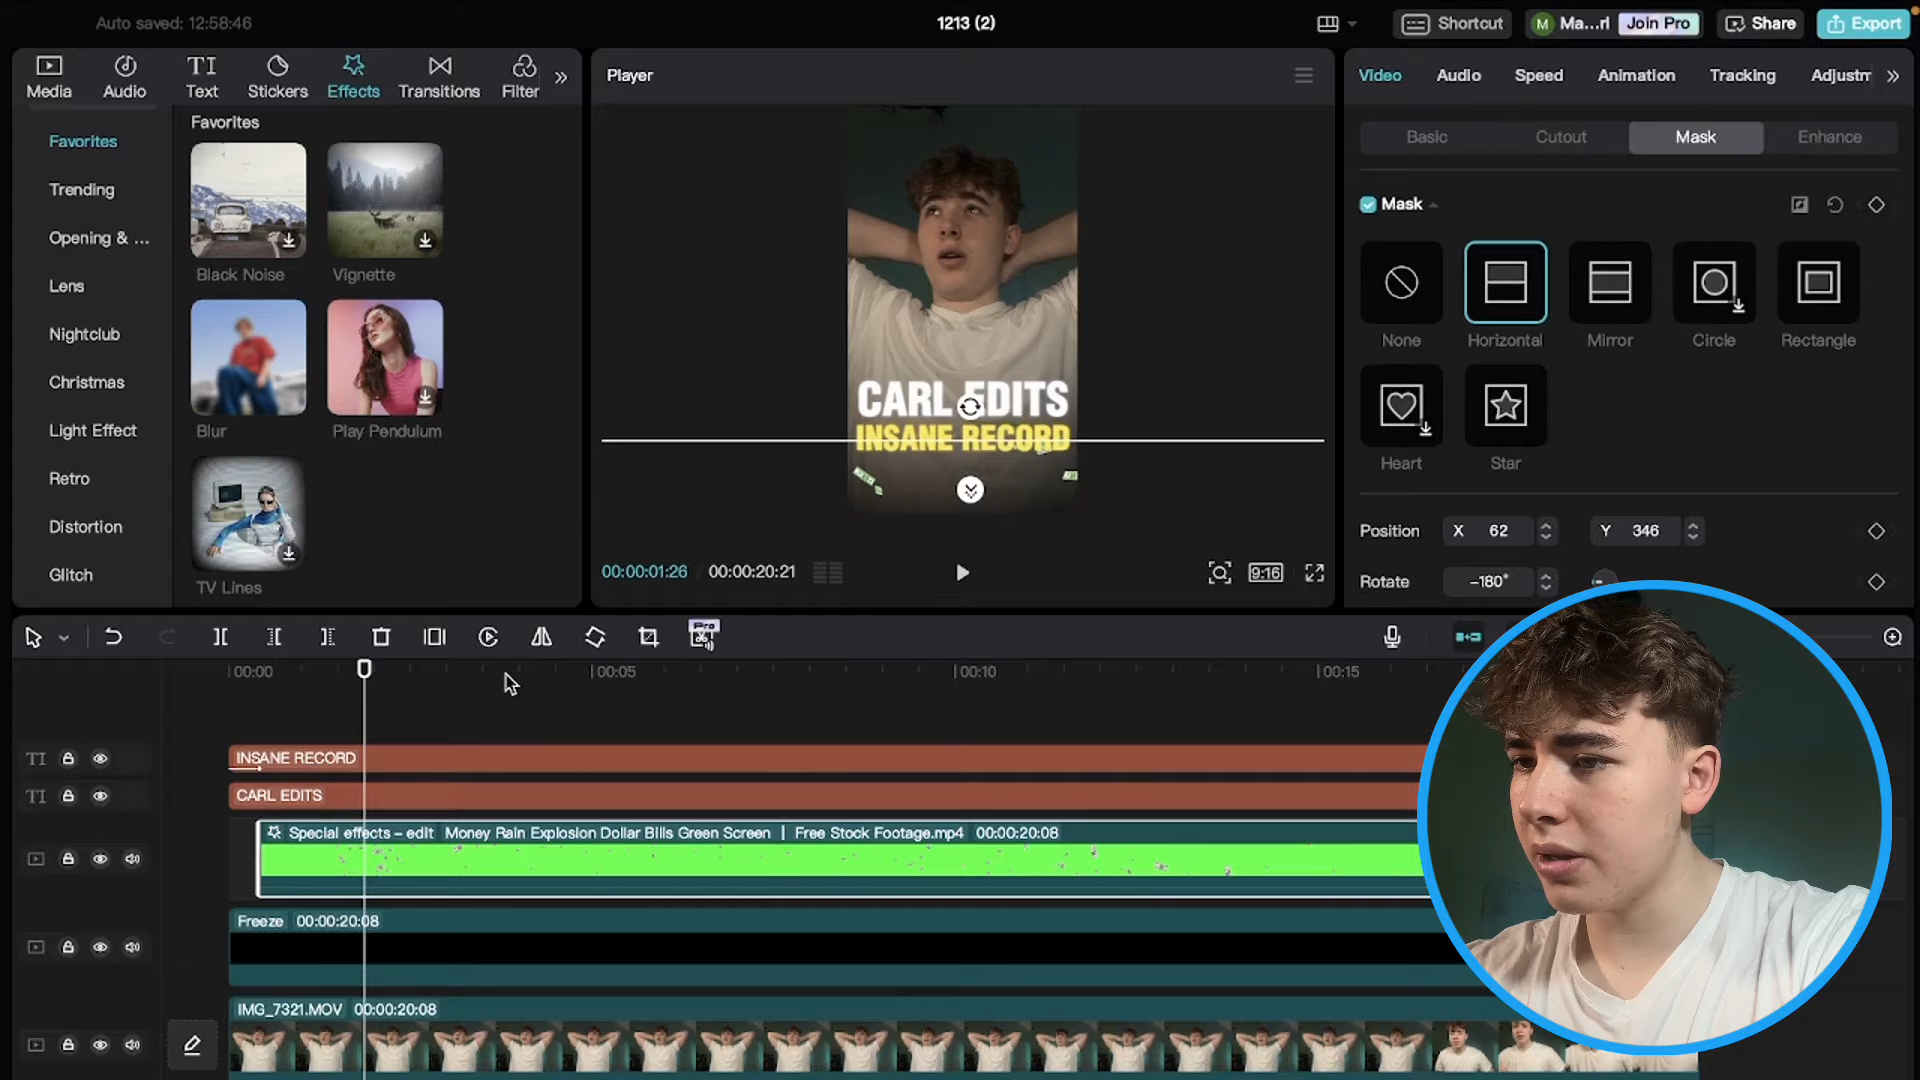 Auto saved: 12:58:46
1213 (2)
Shortcut
M Ma...rl
Join Pro
Share
Export
Media
Audio
TI
Text
Stickers
Effects
Transitions
Filter
Player
Video
Audio
Speed
Animation
Tracking
Adjustm
Basic
Cutout
Mask
Enhance
Favorites
Trending
Opening & ...
Lens
Nightclub
Christmas
Light Effect
Retro
Distortion
Glitch
Favorites
Black Noise
Vignette
Blur
Play Pendulum
TV Lines
CARL EDITS
INSANE RECORD
00:00:01:26
00:00:20:21
9:16
Mask
None
Horizontal
Mirror
Circle
Rectangle
Heart
Star
Position
X 62
Y 346
Rotate
-180°
Pro
00:00
00:05
00:10
00:15
TI
INSANE RECORD
TI
CARL EDITS
Special effects – edit Money Rain Explosion Dollar Bills Green Screen | Free Stock Footage.mp4 00:00:20:08
Freeze 00:00:20:08
IMG_7321.MOV 00:00:20:08